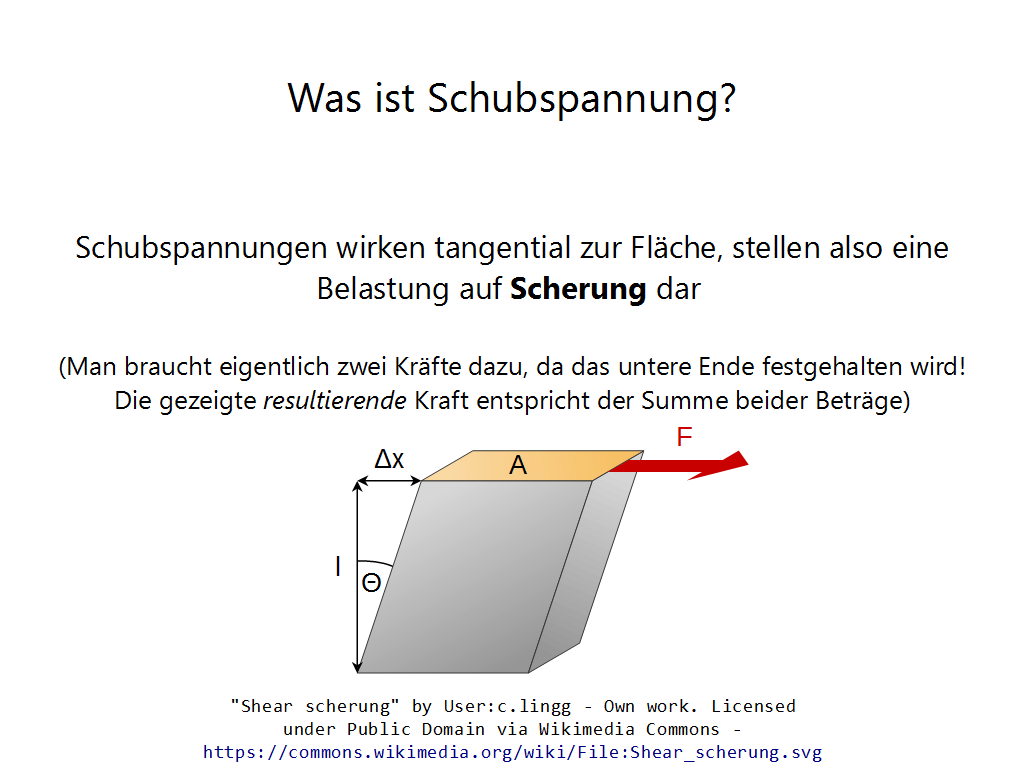 Was ist Schubspannung?
Schubspannungen wirken tangential zur Fläche, stellen also eine
Belastung auf Scherung dar
(Man braucht eigentlich zwei Kräfte dazu, da das untere Ende festgehalten wird!
Die gezeigte resultierende Kraft entspricht der Summe beider Beträge)
F
Δx
A
l
Θ
"Shear scherung" by User:c.lingg - Own work. Licensed
under Public Domain via Wikimedia Commons -
https://commons.wikimedia.org/wiki/File:Shear_scherung.svg